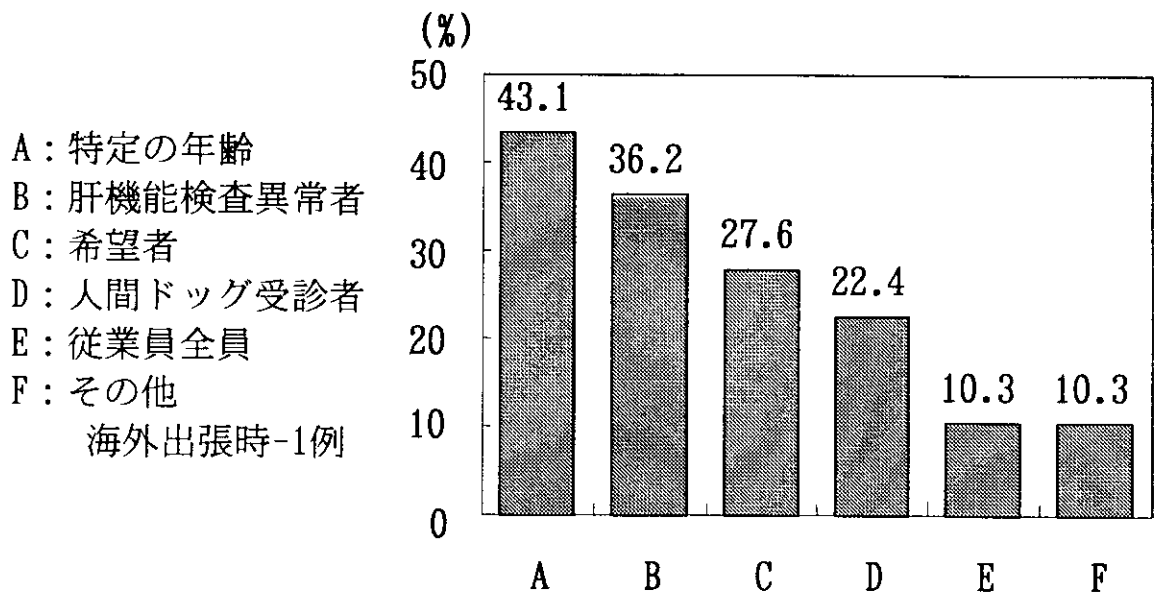 A：特定の年齢
B：肝機能検査異常者
C：希望者
D：人間ドッグ受診者
E：従業員全員
F：その他
海外出張時-1例
(%)
50
40
30
20
10
0
43.1
36.2
27.6
22.4
10.3
10.3
A B C D E F